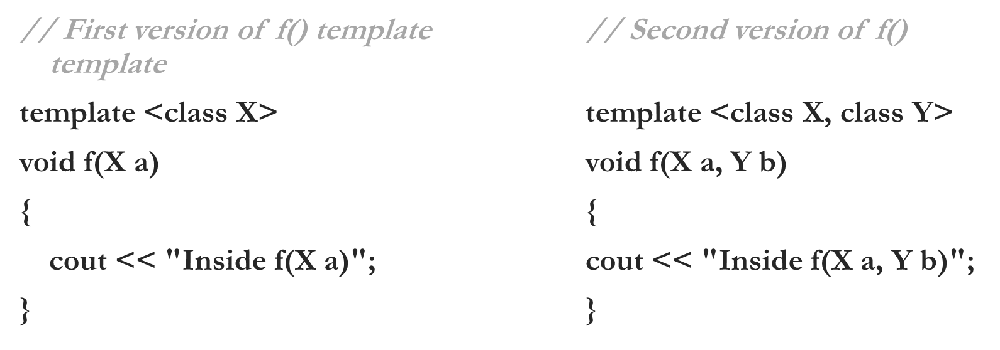 // First version of f() template
template
template <class X>
void f(X a)
{
cout << "Inside f(X a)";
}
// Second version of f()
template <class X, class Y>
void f(X a, Y b)
{
cout << "Inside f(X a, Y b)";
}